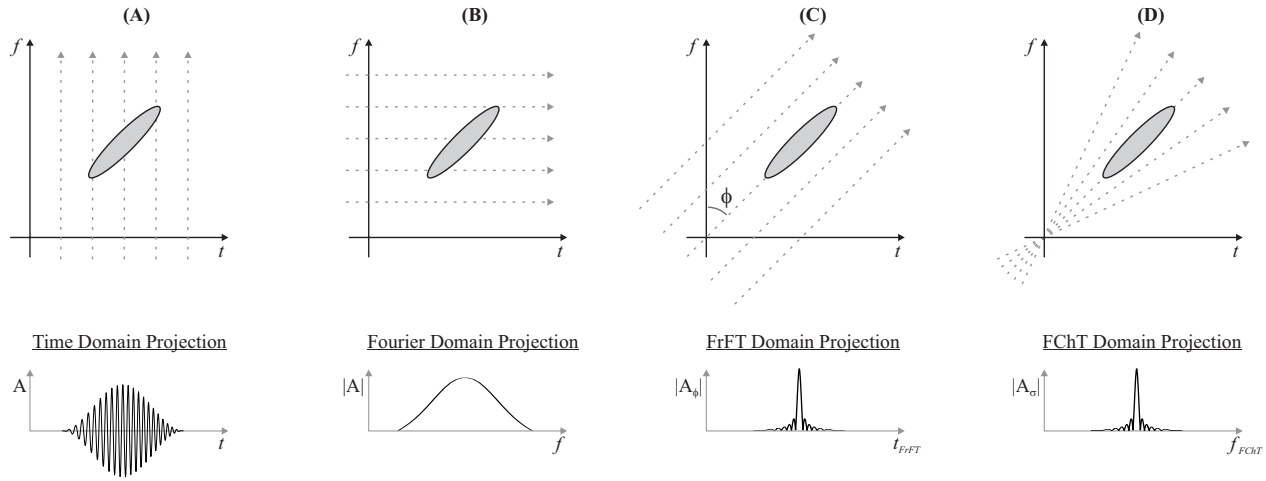 (A) (B) (C) (D)
f f f f
ϕ
t t t t
Time Domain Projection Fourier Domain Projection FrFT Domain Projection FChT Domain Projection
A |A| |Aϕ| |Aσ|
t f tFrFT fFChT